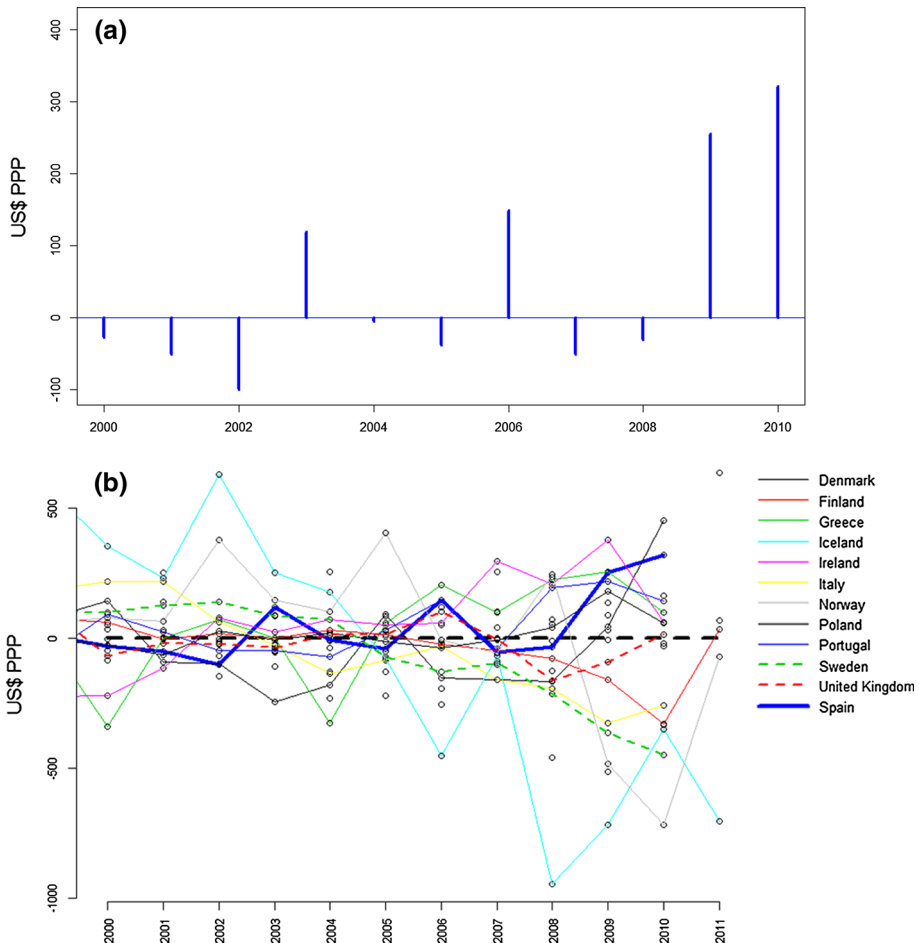 (a)
US$ PPP
400
300
200
100
0
-100
2000 2002 2004 2006 2008 2010
(b)
US$ PPP
500
0
-500
-1000
2000 2001 2002 2003 2004 2005 2006 2007 2008 2009 2010 2011
Denmark
Finland
Greece
Iceland
Ireland
Italy
Norway
Poland
Portugal
Sweden
United Kingdom
Spain